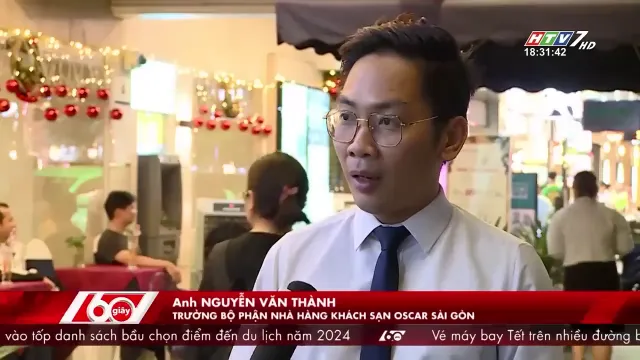 HTV7 HD
18:31:42
60 giây
Anh NGUYỄN VĂN THÀNH
TRƯỞNG BỘ PHẬN NHÀ HÀNG KHÁCH SẠN OSCAR SÀI GÒN
vào tốp danh sách bầu chọn điểm đến du lịch năm 2024 60 Vé máy bay Tết trên nhiều đường b